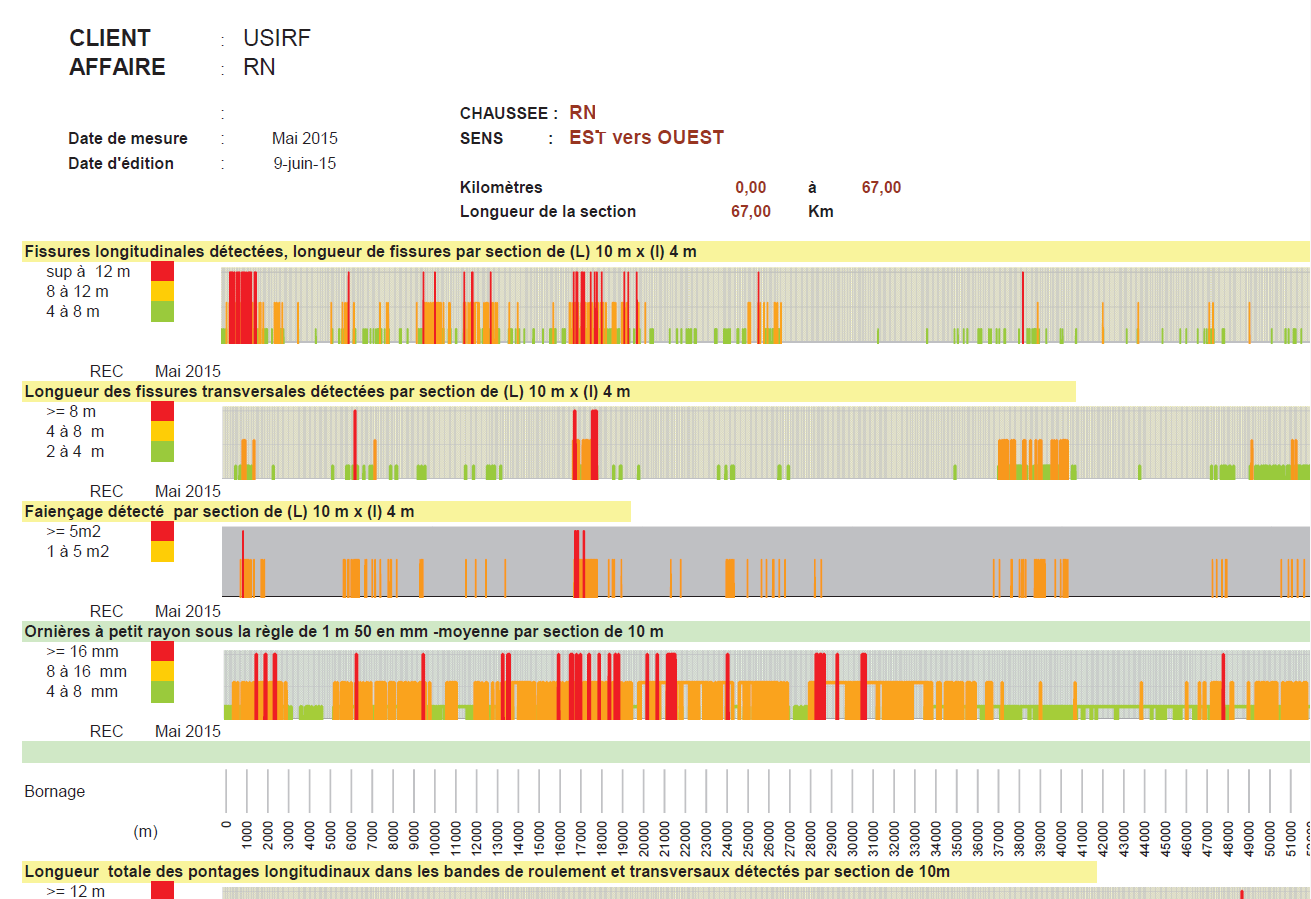 CLIENT : USIRF
AFFAIRE : RN
:
CHAUSSEE : RN
Date de mesure : Mai 2015
SENS : EST vers OUEST
Date d'édition : 9-juin-15
Kilomètres 0,00 à 67,00
Longueur de la section 67,00 Km
Fissures longitudinales détectées, longueur de fissures par section de (L) 10 m x (l) 4 m
sup à 12 m
8 à 12 m
4 à 8 m
REC Mai 2015
Longueur des fissures transversales détectées par section de (L) 10 m x (l) 4 m
>= 8 m
4 à 8 m
2 à 4 m
REC Mai 2015
Faiençage détecté par section de (L) 10 m x (l) 4 m
>= 5m2
1 à 5 m2
REC Mai 2015
Ornières à petit rayon sous la règle de 1 m 50 en mm -moyenne par section de 10 m
>= 16 mm
8 à 16 mm
4 à 8 mm
REC Mai 2015
Bornage
(m) 0 1000 2000 3000 4000 5000 6000 7000 8000 9000 10000 11000 12000 13000 14000 15000 16000 17000 18000 19000 20000 21000 22000 23000 24000 25000 26000 27000 28000 29000 30000 31000 32000 33000 34000 35000 36000 37000 38000 39000 40000 41000 42000 43000 44000 45000 46000 47000 48000 49000 50000 51000
Longueur totale des pontages longitudinaux dans les bandes de roulement et transversaux détectés par section de 10m
>= 12 m